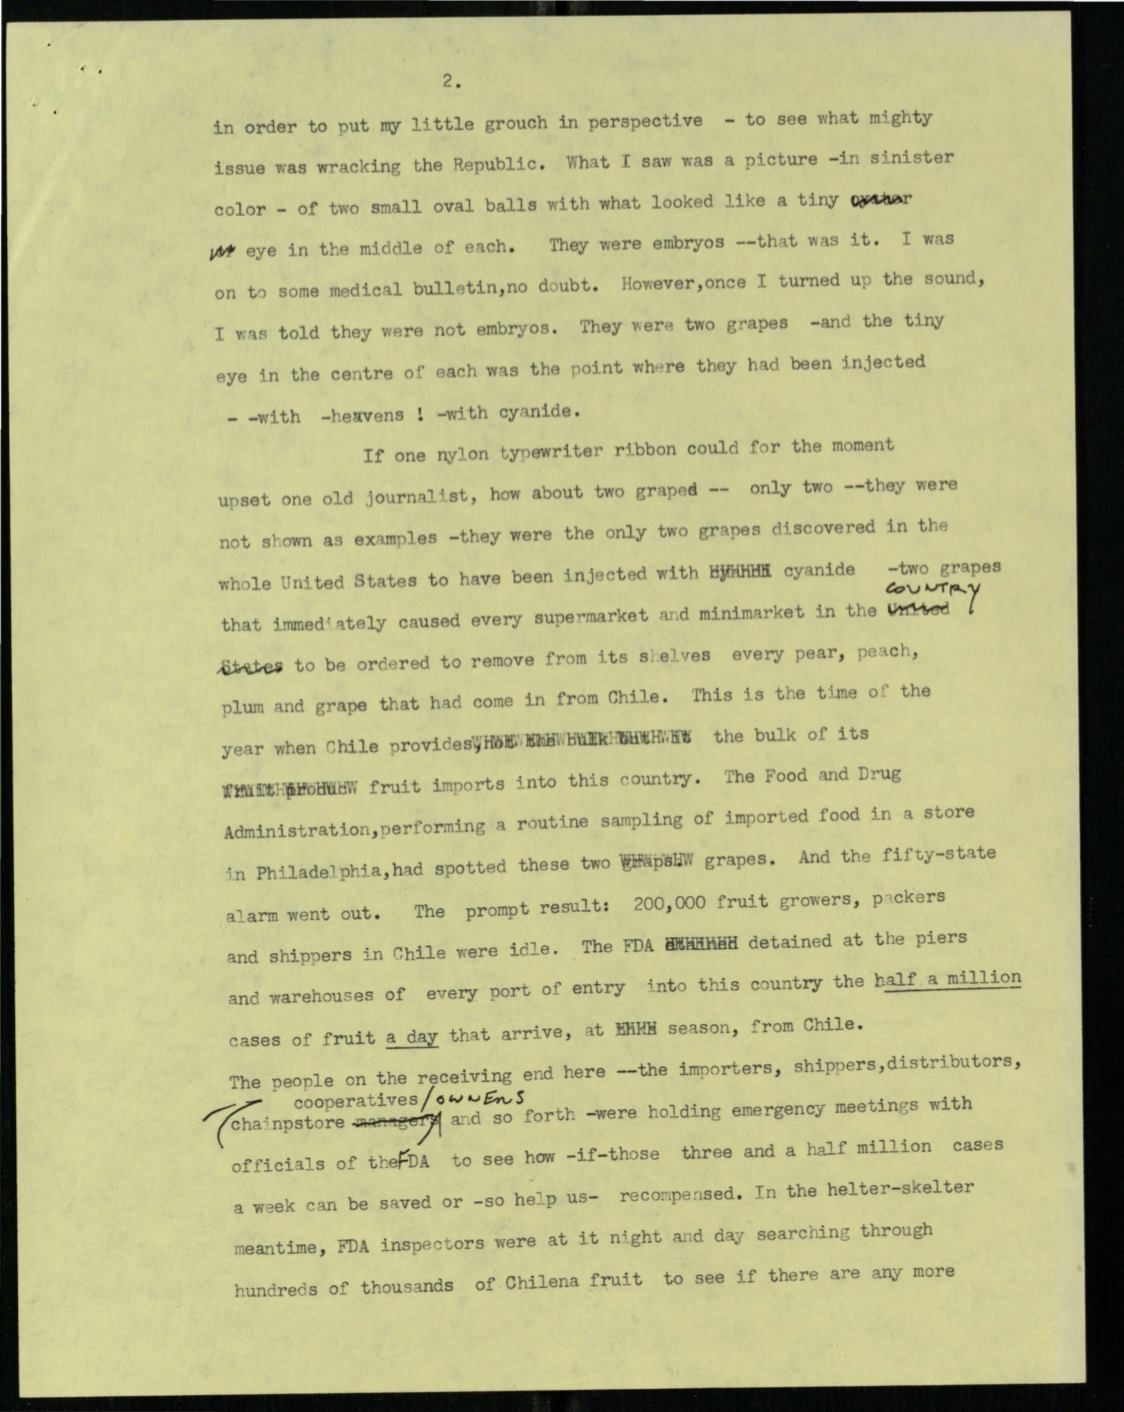 2.
in order to put my little grouch in perspective - to see what mighty
issue was wracking the Republic. What I saw was a picture -in sinister
color - of two small oval balls with what looked like a tiny
eye in the middle of each. They were embryos --that was it. I was
on to some medical bulletin,no doubt. However,once I turned up the sound,
I was told they were not embryos. They were two grapes -and the tiny
eye in the centre of each was the point where they had been injected
- -with -heavens ! -with cyanide.
If one nylon typewriter ribbon could for the moment
upset one old journalist, how about two graped -- only two --they were
not shown as examples -they were the only two grapes discovered in the
whole United States to have been injected with cyanide -two grapes
COUNTRY
that immediately caused every supermarket and minimarket in the United
States to be ordered to remove from its shelves every pear, peach,
plum and grape that had come in from Chile. This is the time of the
year when Chile provides, not the bulk but it the bulk of its
fruit produc fruit imports into this country. The Food and Drug
Administration,performing a routine sampling of imported food in a store
in Philadelphia,had spotted these two graps. grapes. And the fifty-state
alarm went out. The prompt result: 200,000 fruit growers, packers
and shippers in Chile were idle. The FDA detained at the piers
and warehouses of every port of entry into this country the half a million
cases of fruit a day that arrive, at season, from Chile.
The people on the receiving end here --the importers, shippers,distributors,
cooperatives/OWNERS
(chainpstore managers and so forth -were holding emergency meetings with
officials of theFDA to see how -if-those three and a half million cases
a week can be saved or -so help us- recompensed. In the helter-skelter
meantime, FDA inspectors were at it night and day searching through
hundreds of thousands of Chilena fruit to see if there are any more